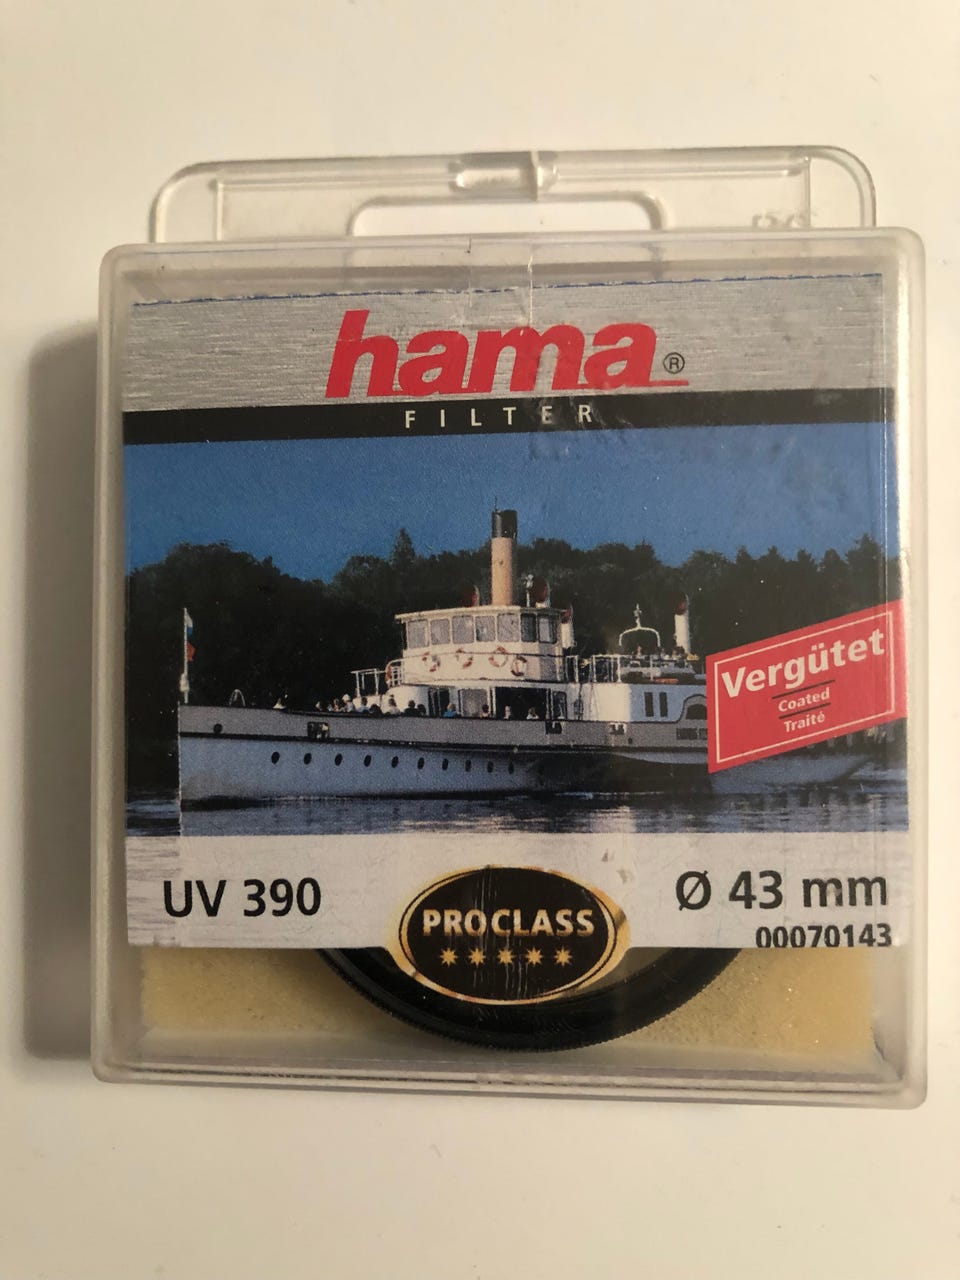 hama®
FILTER
Vergütet
Coated
Traité
UV 390
PROCLASS
Ø 43 mm
00070143